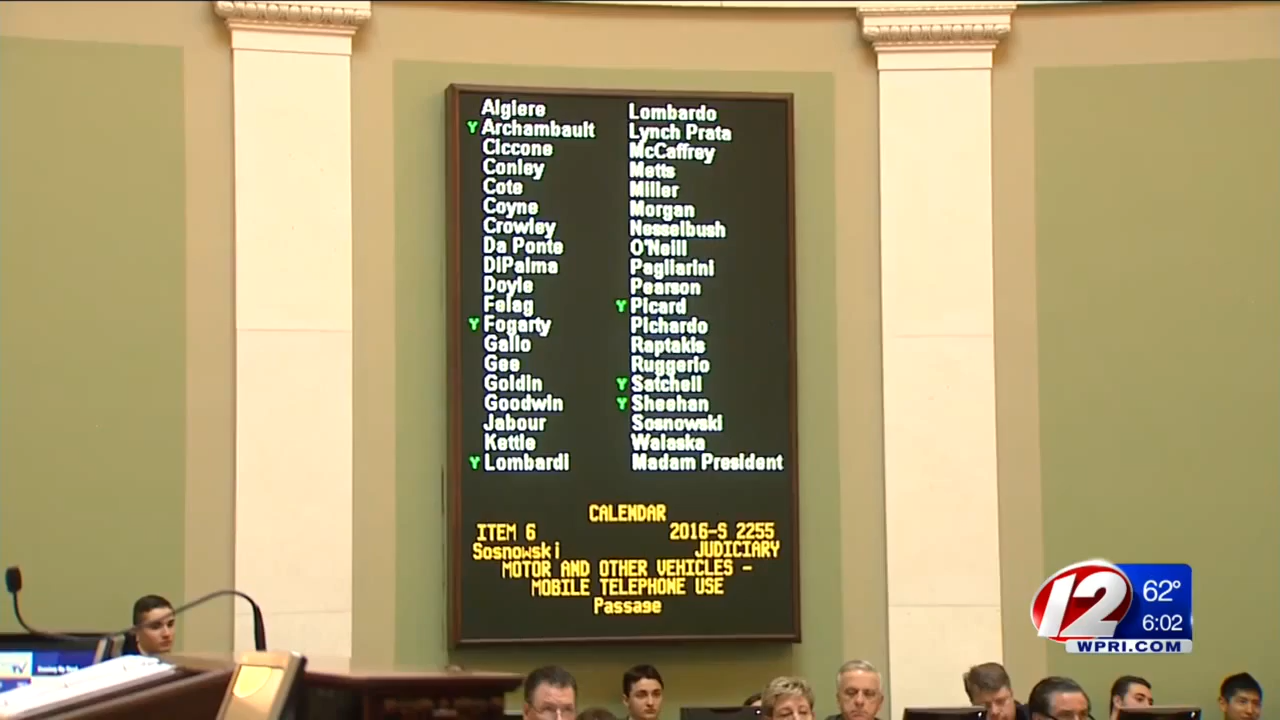 Algiere
Y Archambault
Ciccone
Conley
Cote
Coyne
Crowley
Da Ponte
DiPalma
Doyle
Felag
Y Fogarty
Gallo
Gee
Goldin
Goodwin
Jabour
Kettle
Y Lombardi
Lombardo
Lynch Prata
McCaffrey
Metts
Miller
Morgan
Nesselbush
O'Neill
Pagliarini
Pearson
Y Picard
Pichardo
Raptakis
Ruggerio
Y Satchell
Y Sheehan
Sosnowski
Walaska
Madam President
CALENDAR
ITEM 6 2016-S 2255
Sosnowski JUDICIARY
MOTOR AND OTHER VEHICLES -
MOBILE TELEPHONE USE
Passage
12 62°
6:02
WPRI.COM